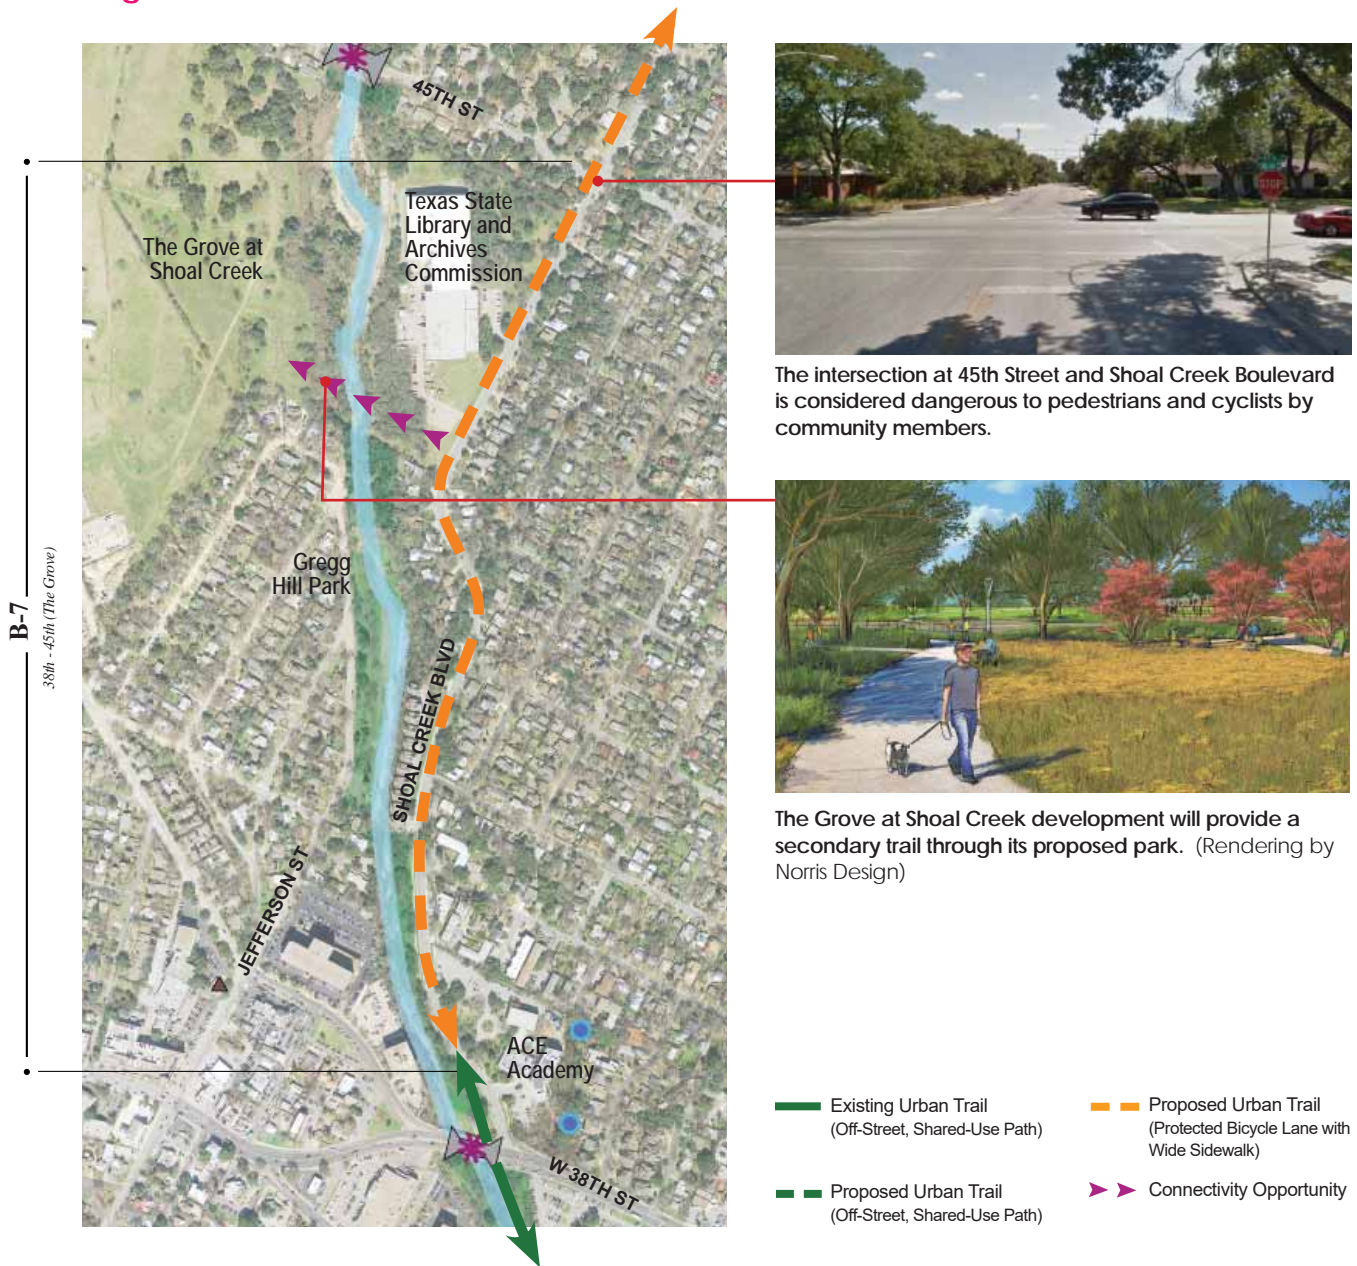 45TH ST
Texas State
Library and
Archives
Commission
The Grove at
Shoal Creek
B-7
38th - 45th (The Grove)
Gregg
Hill Park
SHOAL CREEK BLVD
JEFFERSON ST
ACE
Academy
W 38TH ST
STOP
The intersection at 45th Street and Shoal Creek Boulevard
is considered dangerous to pedestrians and cyclists by
community members.
The Grove at Shoal Creek development will provide a
secondary trail through its proposed park. (Rendering by
Norris Design)
Existing Urban Trail
(Off-Street, Shared-Use Path)
Proposed Urban Trail
(Off-Street, Shared-Use Path)
Proposed Urban Trail
(Protected Bicycle Lane with
Wide Sidewalk)
Connectivity Opportunity